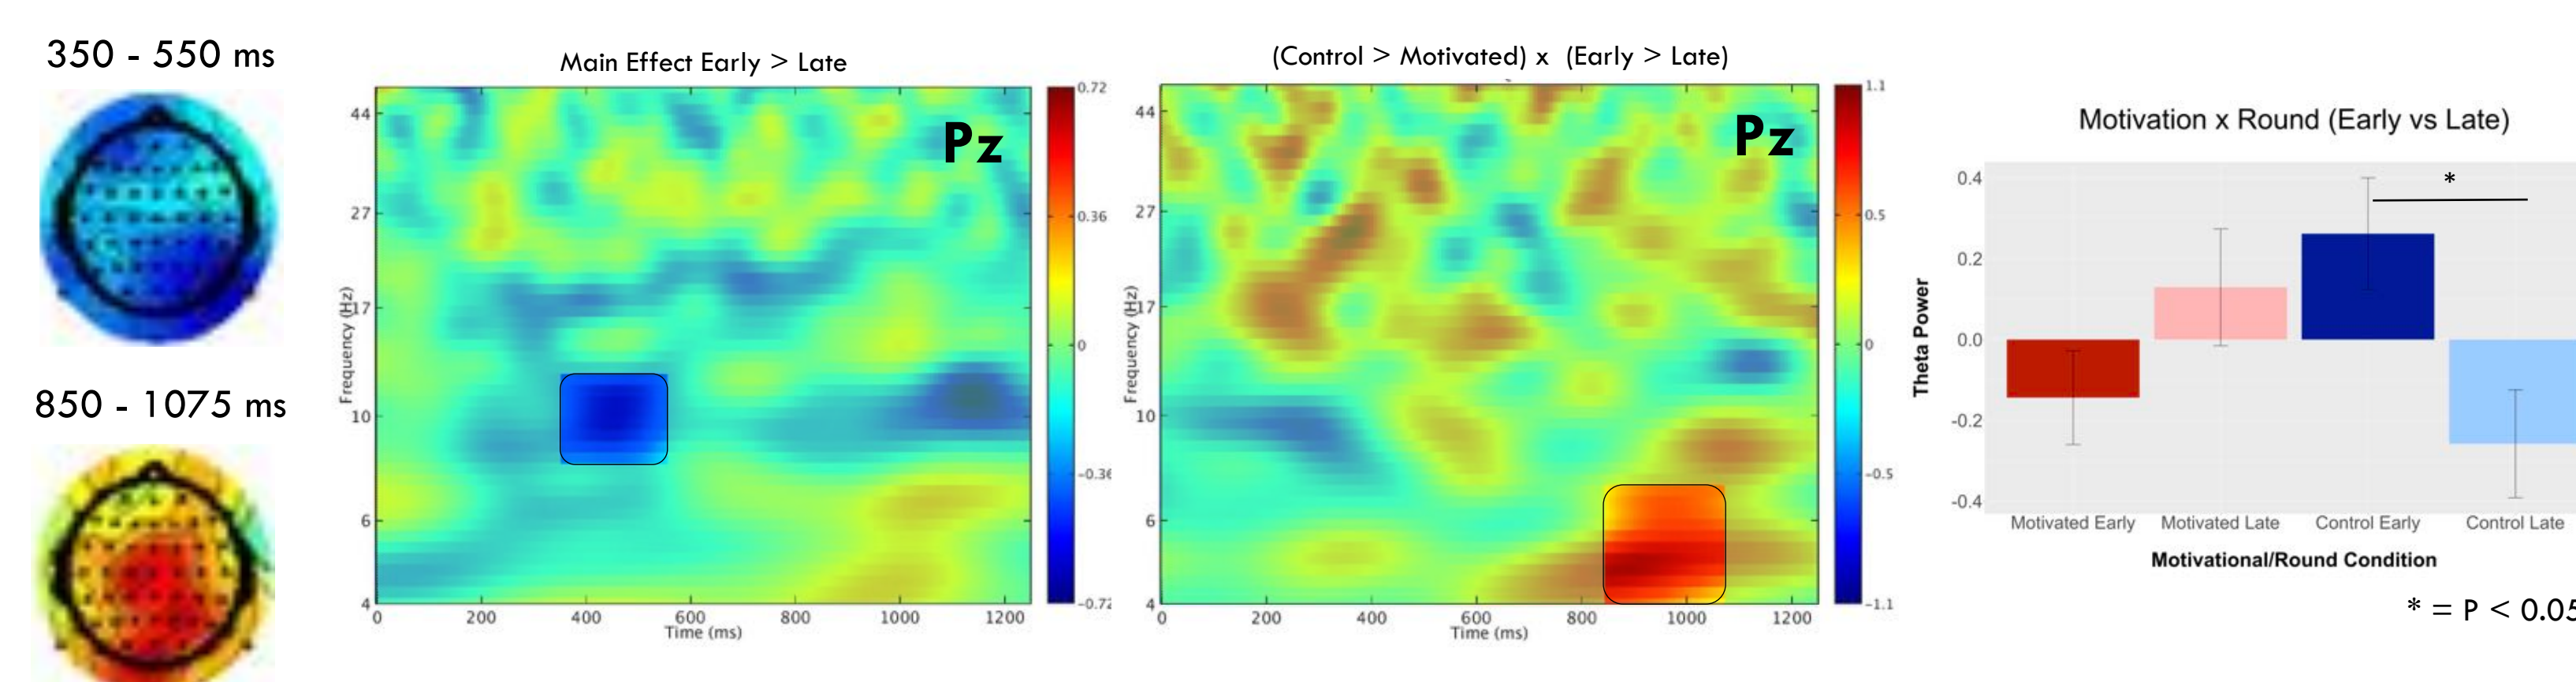 350 - 550 ms
850 - 1075 ms
Main Effect Early > Late
Pz
44
27
17
10
6
4
Frequency (Hz)
0 200 400 600 800 1000 1200
Time (ms)
0.72
0.36
0
-0.36
-0.72
(Control > Motivated) x (Early > Late)
Pz
44
27
17
10
6
4
Frequency (Hz)
0 200 400 600 800 1000 1200
Time (ms)
1.1
0.5
0
-0.5
-1.1
Motivation x Round (Early vs Late)
*
0.4
0.2
0.0
-0.2
-0.4
Theta Power
Motivated Early Motivated Late Control Early Control Late
Motivational/Round Condition
* = P < 0.05